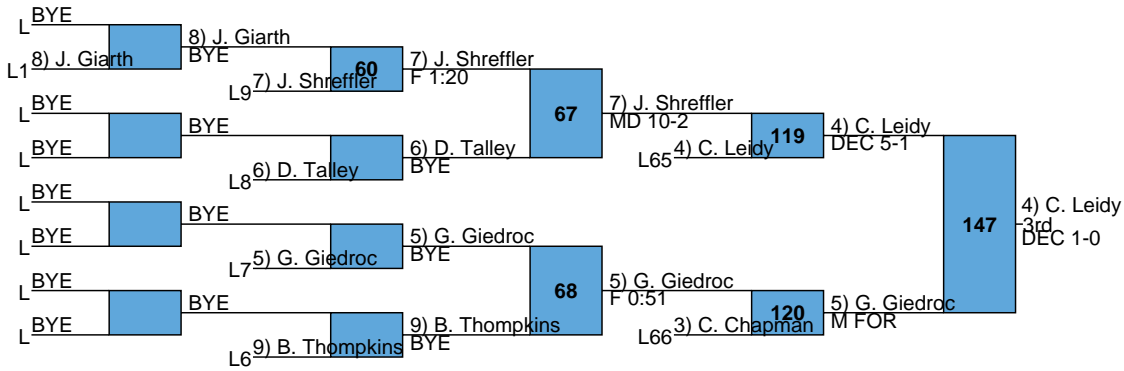 L BYE
L1 8) J. Giarth
8) J. Giarth
BYE
L9 7) J. Shreffler
60
7) J. Shreffler
F 1:20
L BYE
L BYE
BYE
L8 6) D. Talley
6) D. Talley
BYE
67
7) J. Shreffler
MD 10-2
L65 4) C. Leidy
119
4) C. Leidy
DEC 5-1
L BYE
L BYE
BYE
L7 5) G. Giedroc
5) G. Giedroc
BYE
L BYE
L BYE
BYE
L6 9) B. Thompkins
9) B. Thompkins
BYE
68
5) G. Giedroc
F 0:51
L66 3) C. Chapman
120
5) G. Giedroc
M FOR
147
4) C. Leidy
3rd
DEC 1-0